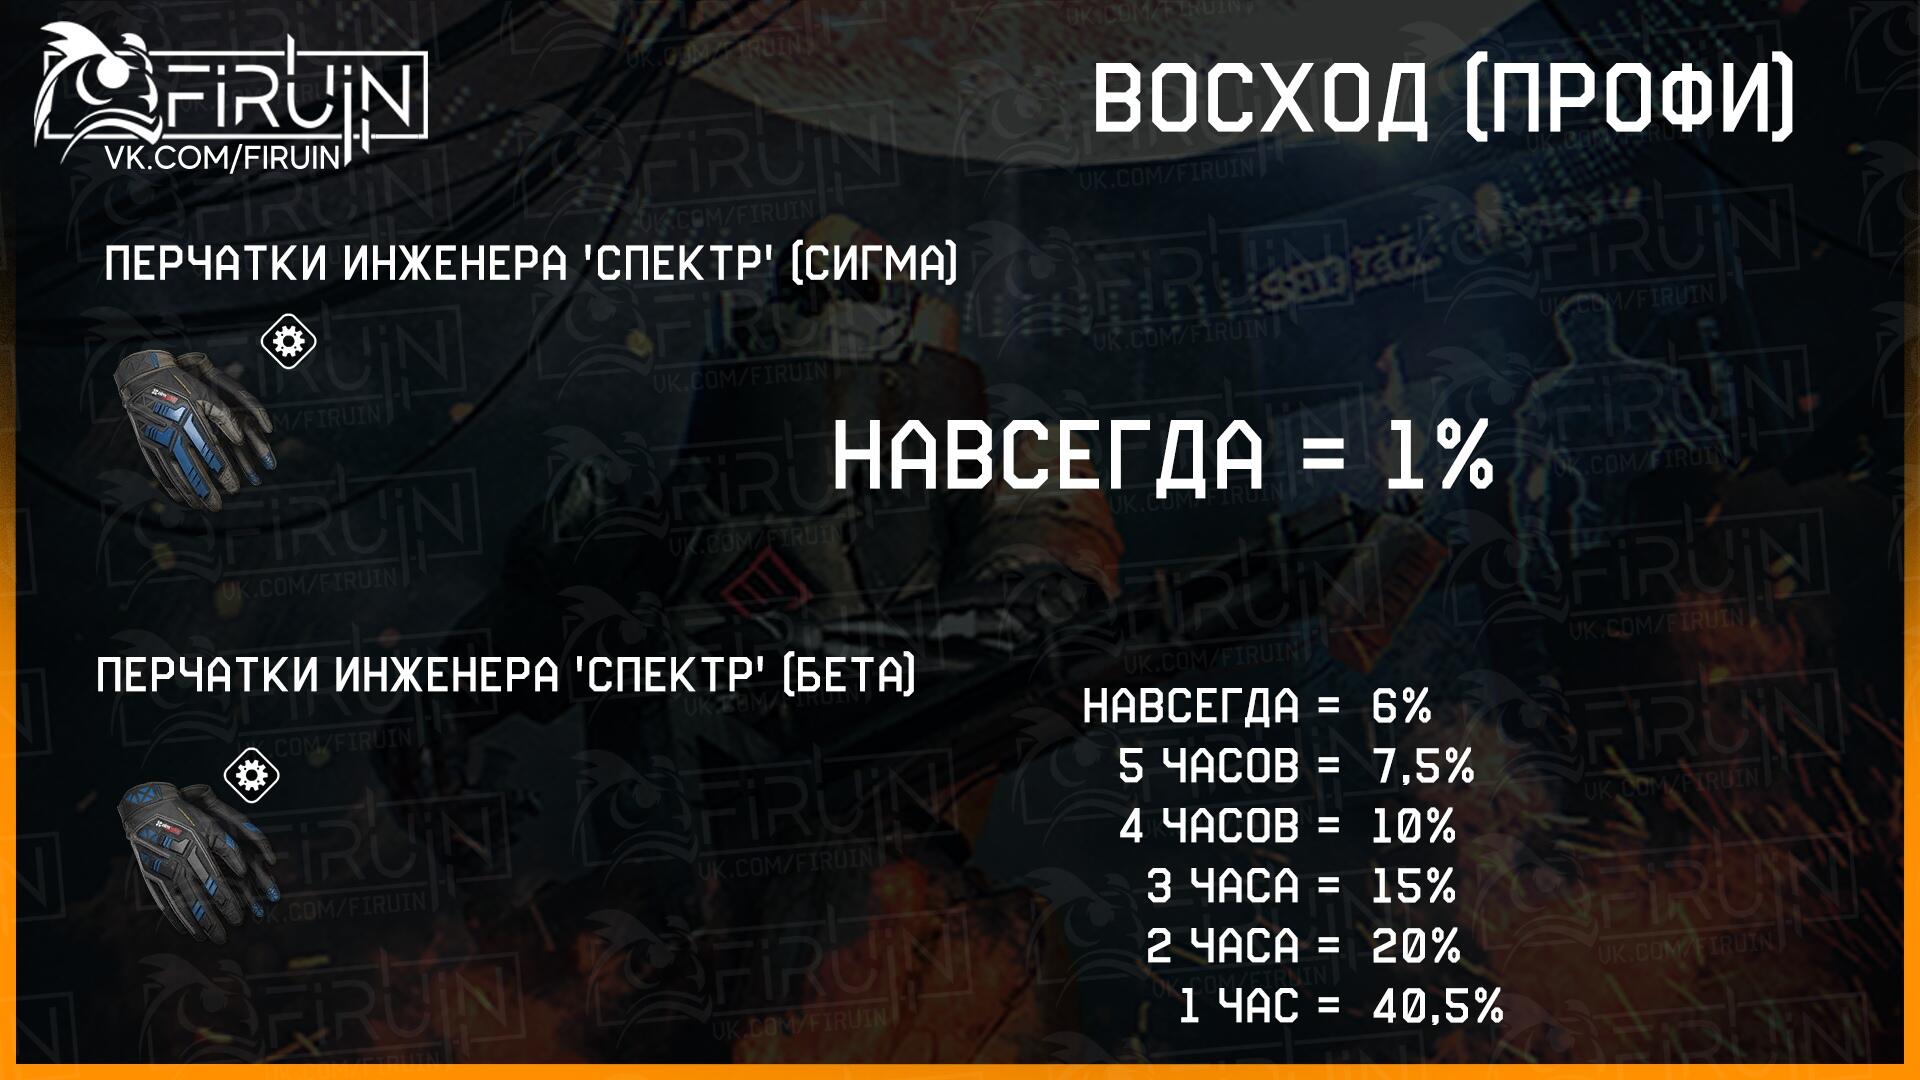 FIRUIN
VK.COM/FIRUIN
ВОСХОД (ПРОФИ)
ПЕРЧАТКИ ИНЖЕНЕРА 'СПЕКТР' (СИГМА)
НАВСЕГДА = 1%
ПЕРЧАТКИ ИНЖЕНЕРА 'СПЕКТР' (БЕТА)
НАВСЕГДА = 6%
5 ЧАСОВ = 7,5%
4 ЧАСОВ = 10%
3 ЧАСА = 15%
2 ЧАСА = 20%
1 ЧАС = 40,5%